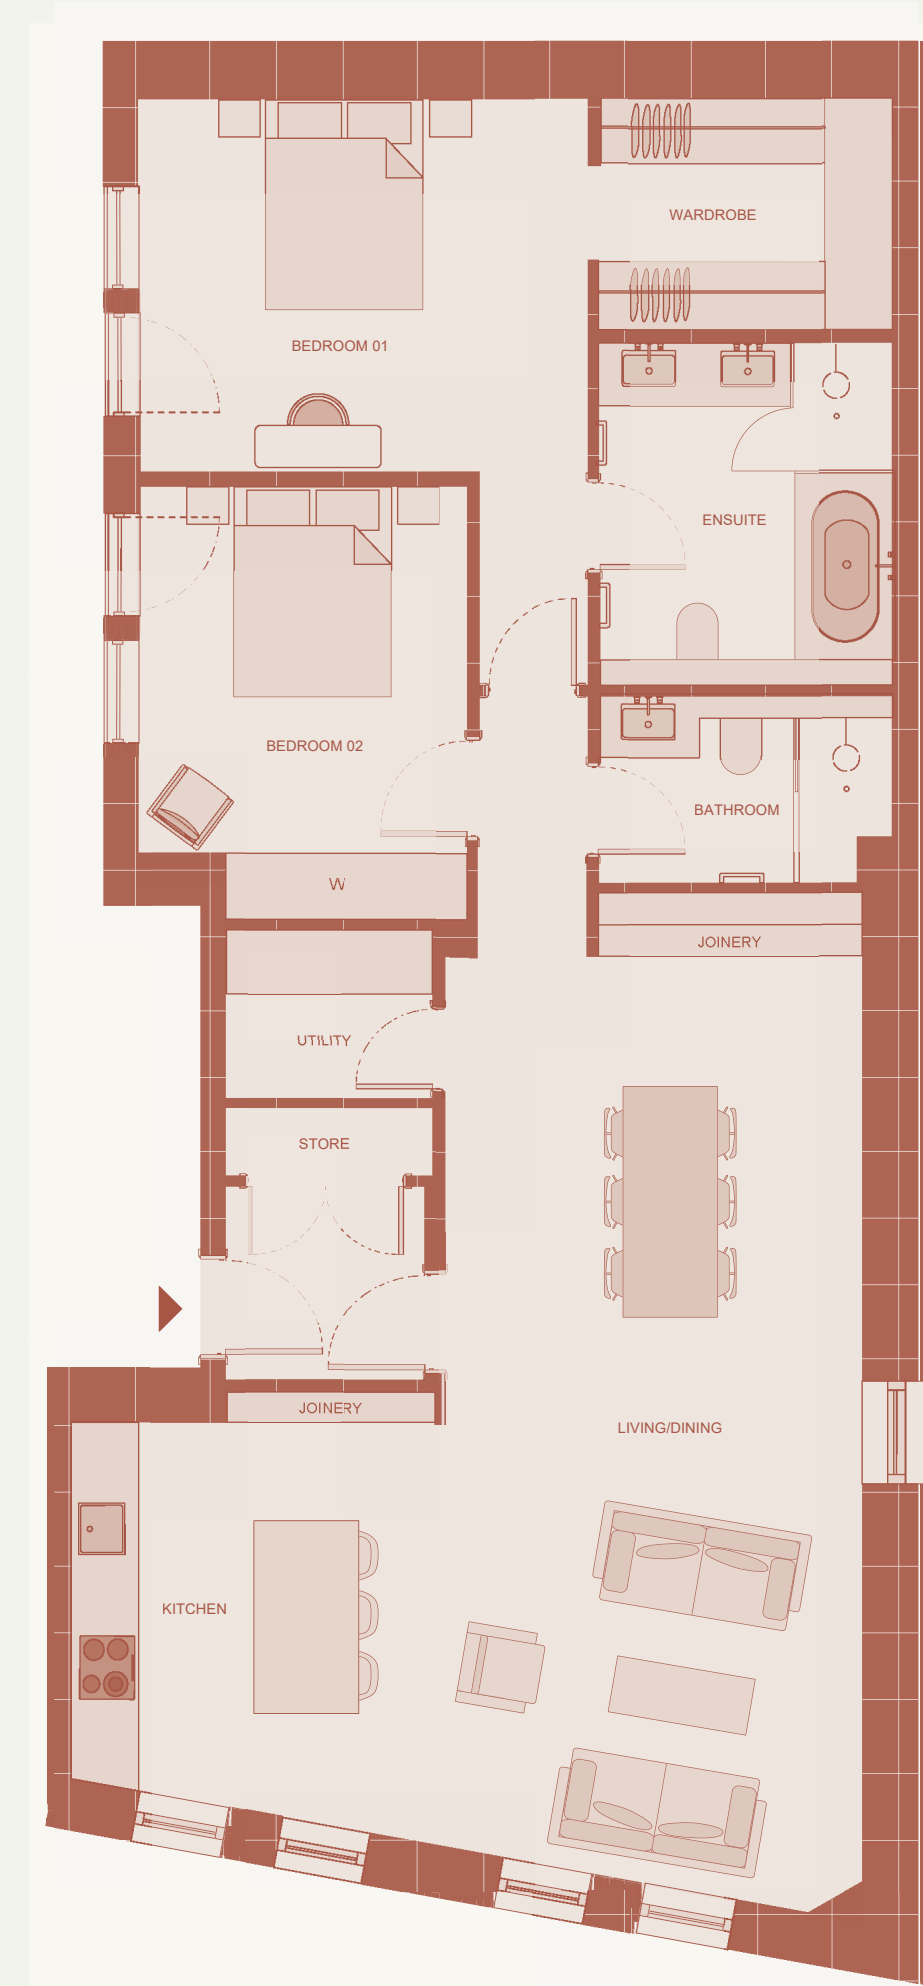 WARDROBE
BEDROOM 01
ENSUITE
BEDROOM 02
BATHROOM
W
JOINERY
UTILITY
STORE
JOINERY
LIVING/DINING
KITCHEN